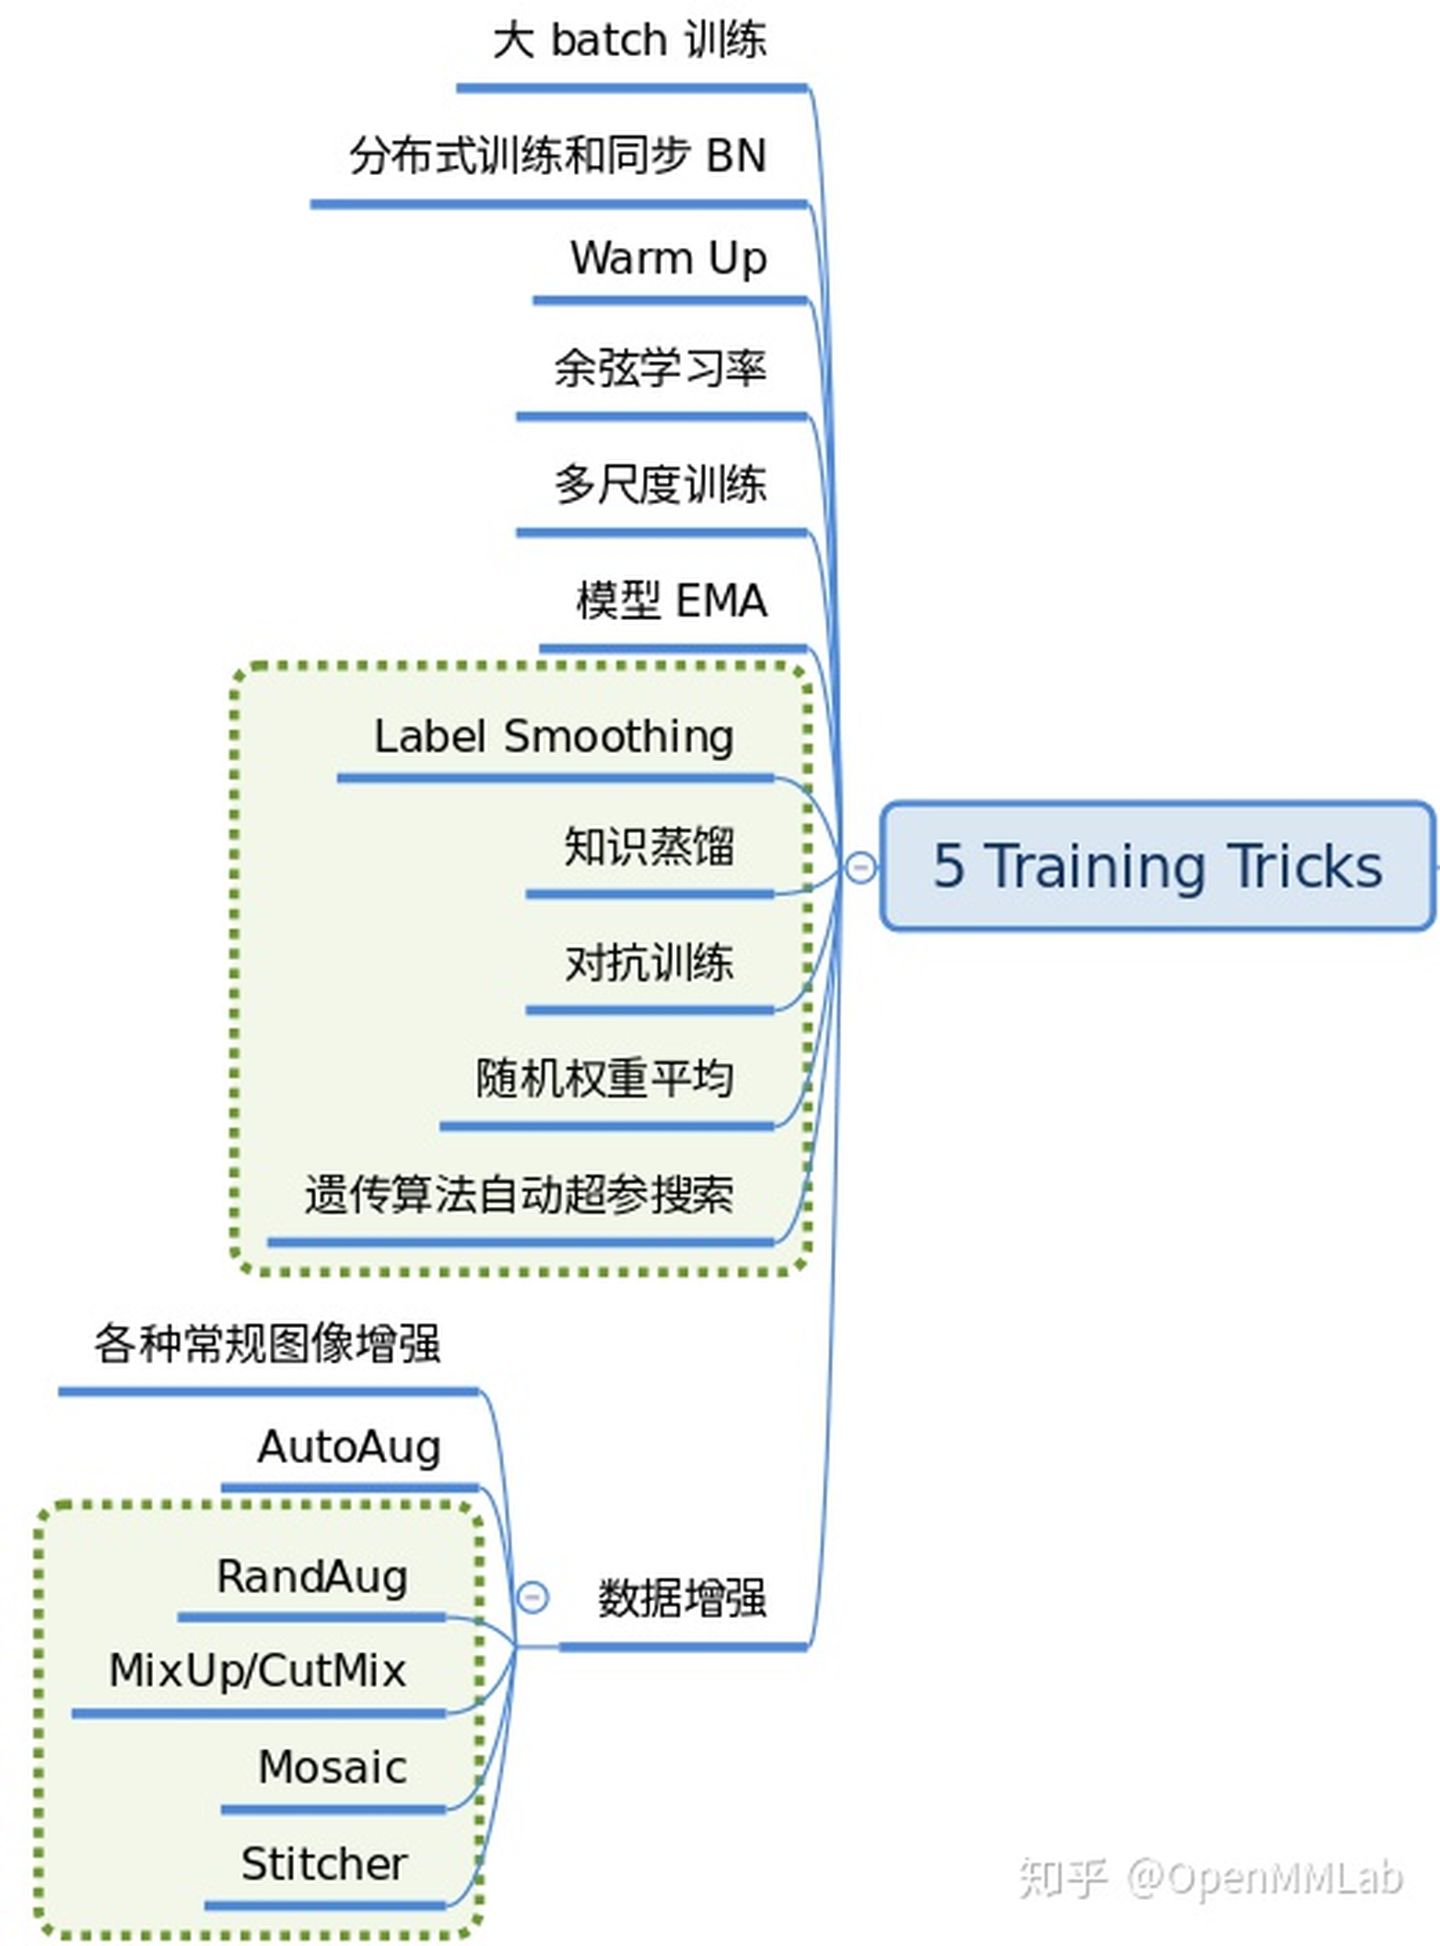 大 batch 训练
分布式训练和同步 BN
Warm Up
余弦学习率
多尺度训练
模型 EMA
Label Smoothing
知识蒸馏
对抗训练
随机权重平均
遗传算法自动超参搜索
5 Training Tricks
各种常规图像增强
AutoAug
RandAug
MixUp/CutMix
Mosaic
Stitcher
数据增强
知乎 @OpenMMLab